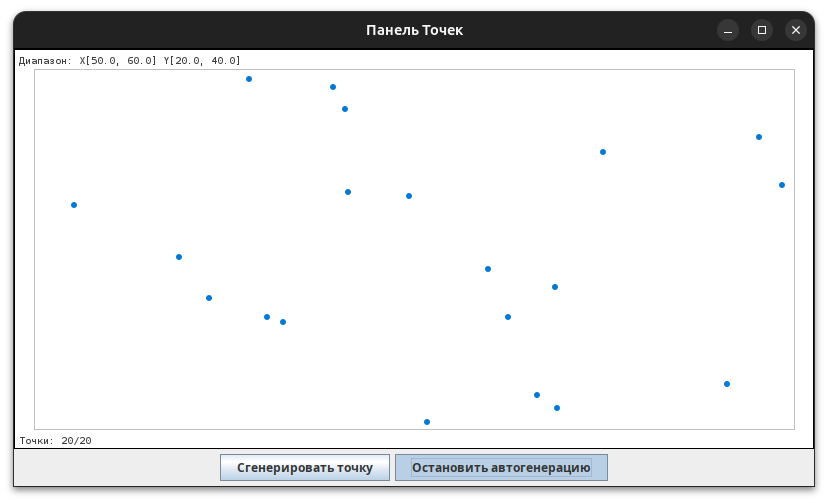 Панель Точек
Диапазон: X[50.0, 60.0] Y[20.0, 40.0]
Точки: 20/20
Сгенерировать точку
Остановить автогенерацию